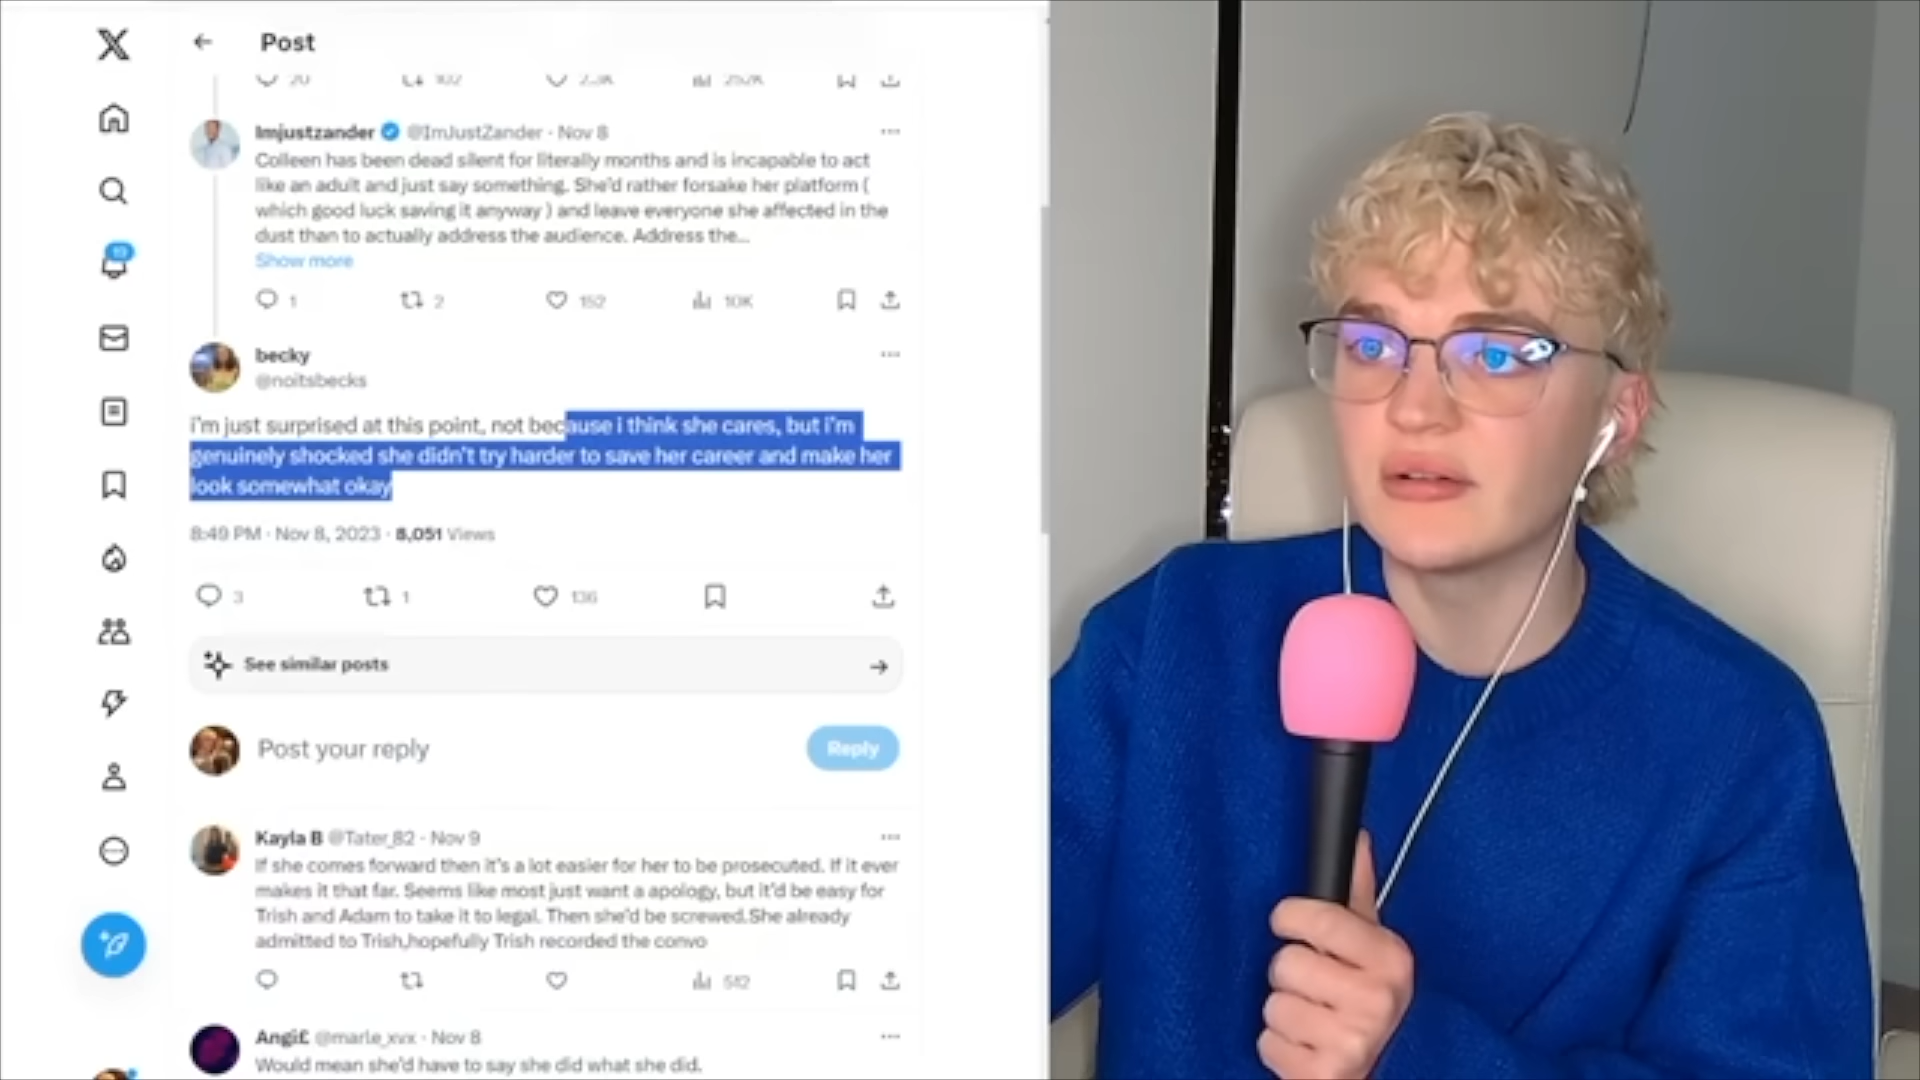 Post
20 102 2.3K 252K
Imjustzander @ImJustZander · Nov 8
Colleen has been dead silent for literally months and is incapable to act
like an adult and just say something. She'd rather forsake her platform (
which good luck saving it anyway ) and leave everyone she affected in the
dust than to actually address the audience. Address the...
Show more
1 2 152 10K
becky
@noitsbecks
i'm just surprised at this point, not because i think she cares, but i'm
genuinely shocked she didn't try harder to save her career and make her
look somewhat okay
8:49 PM · Nov 8, 2023 · 8,051 Views
3 1 136
See similar posts
Post your reply
Reply
Kayla B @Tater_82 · Nov 9
If she comes forward then it's a lot easier for her to be prosecuted. If it ever
makes it that far. Seems like most just want a apology, but it'd be easy for
Trish and Adam to take it to legal. Then she'd be screwed.She already
admitted to Trish,hopefully Trish recorded the convo
512
Angi£ @marle_xvx · Nov 8
Would mean she'd have to say she did what she did.